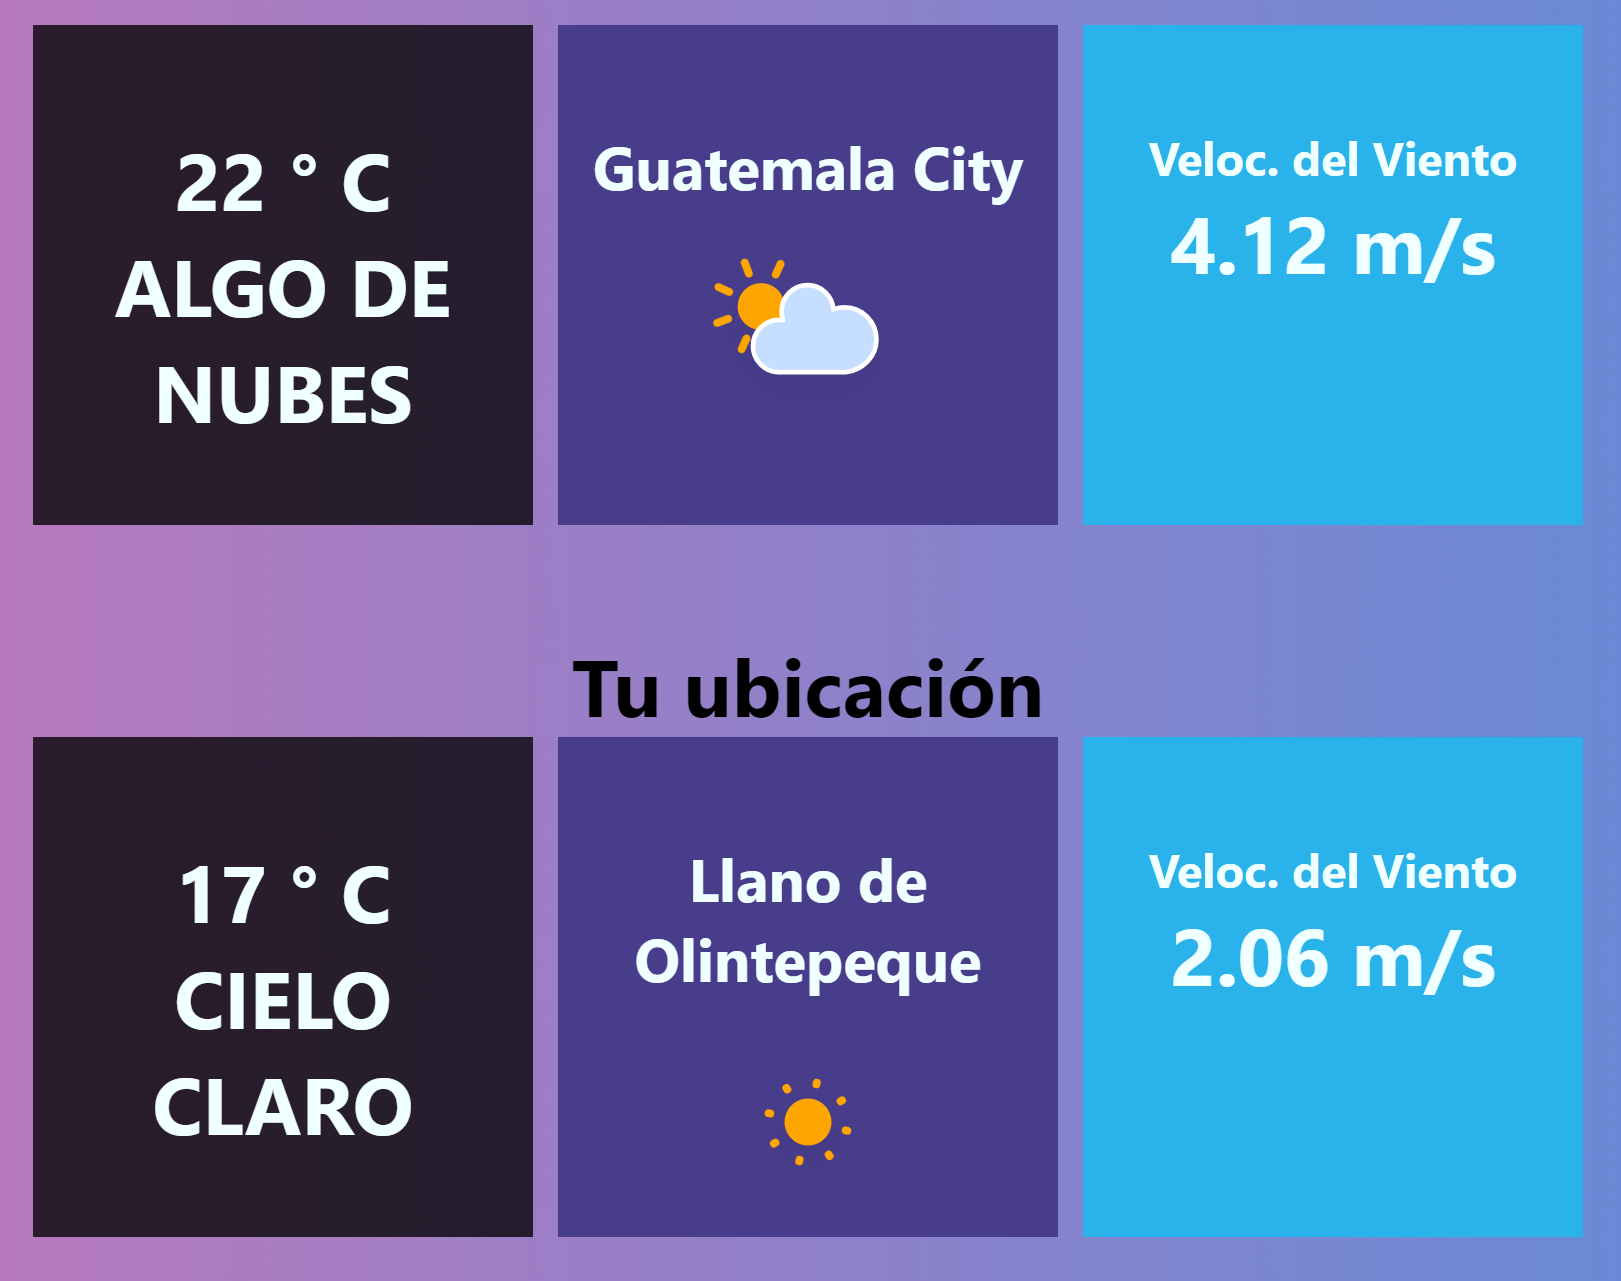 22 ° C
ALGO DE
NUBES
Guatemala City
Veloc. del Viento
4.12 m/s
Tu ubicación
17 ° C
CIELO
CLARO
Llano de
Olintepeque
Veloc. del Viento
2.06 m/s